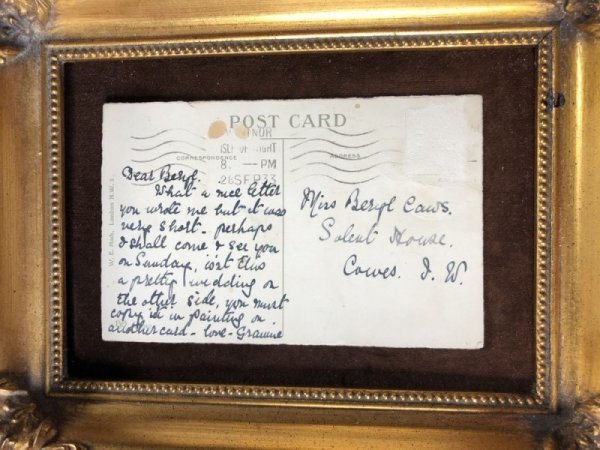 POST CARD
NOR
ISLE OF WIGHT
8. — PM
26 SEP 33
CORRESPONDENCE
ADDRESS
Dear Beryl.
What a nice letter
you wrote me but it was
very short - perhaps
I shall come & see you
on Sunday, isn't this
a pretty wedding on
the other side, you must
copy it in painting on
another card - love - Grannie
Miss Beryl Caws.
Solent House.
Cowes. I. W.